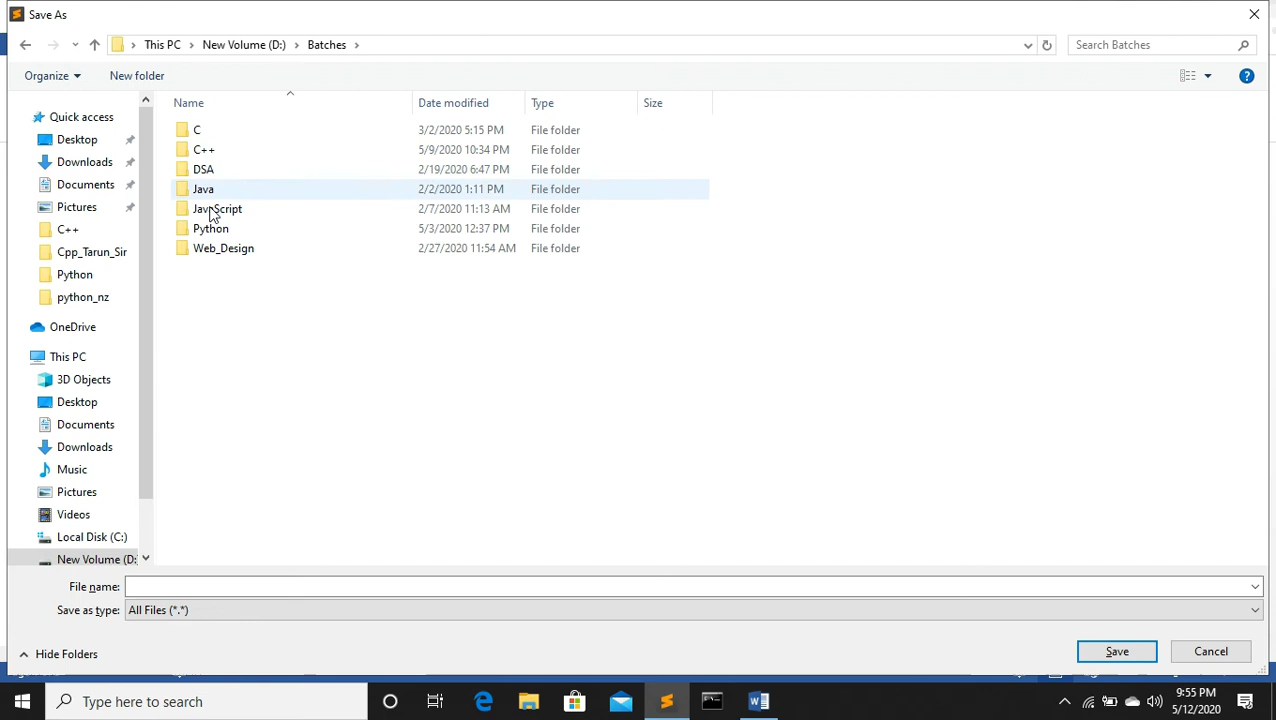 Save As
This PC > New Volume (D:) > Batches >
Search Batches
Organize
New folder
Name
Date modified
Type
Size
C 3/2/2020 5:15 PM File folder
C++ 5/9/2020 10:34 PM File folder
DSA 2/19/2020 6:47 PM File folder
Java 2/2/2020 1:11 PM File folder
JavaScript 2/7/2020 11:13 AM File folder
Python 5/3/2020 12:37 PM File folder
Web_Design 2/27/2020 11:54 AM File folder
Quick access
Desktop
Downloads
Documents
Pictures
C++
Cpp_Tarun_Sir
Python
python_nz
OneDrive
This PC
3D Objects
Desktop
Documents
Downloads
Music
Pictures
Videos
Local Disk (C:)
New Volume (D:
File name:
Save as type: All Files (*.*)
Hide Folders
Save
Cancel
Type here to search
9:55 PM
5/12/2020